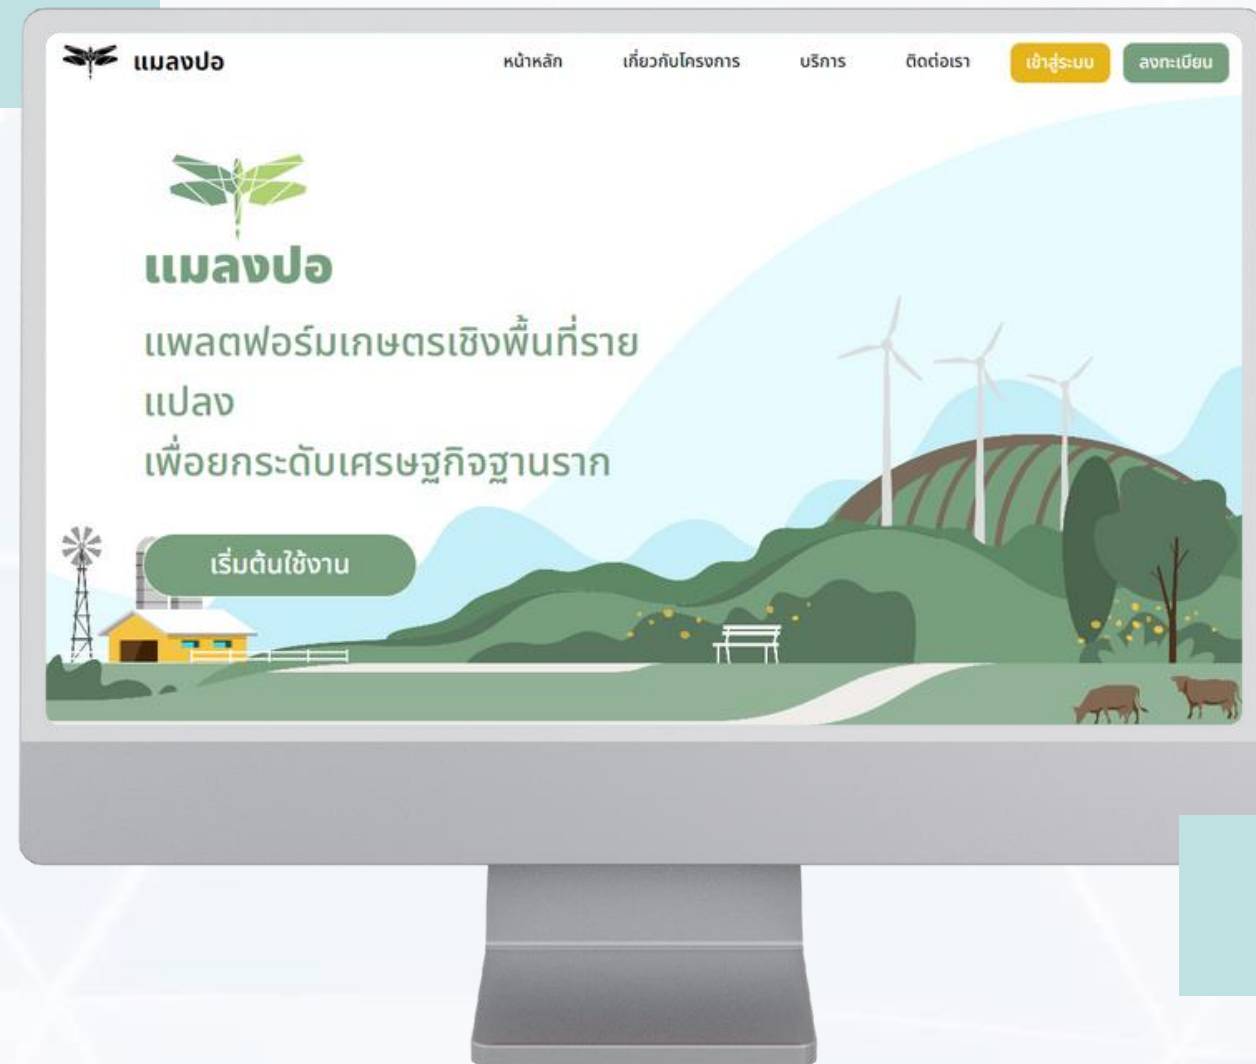 แมลงปอ
หน้าหลัก
เกี่ยวกับโครงการ
บริการ
ติดต่อเรา
เข้าสู่ระบบ
ลงทะเบียน
แมลงปอ
แพลตฟอร์มเกษตรเชิงพื้นที่ราย
แปลง
เพื่อยกระดับเศรษฐกิจฐานราก
เริ่มต้นใช้งาน